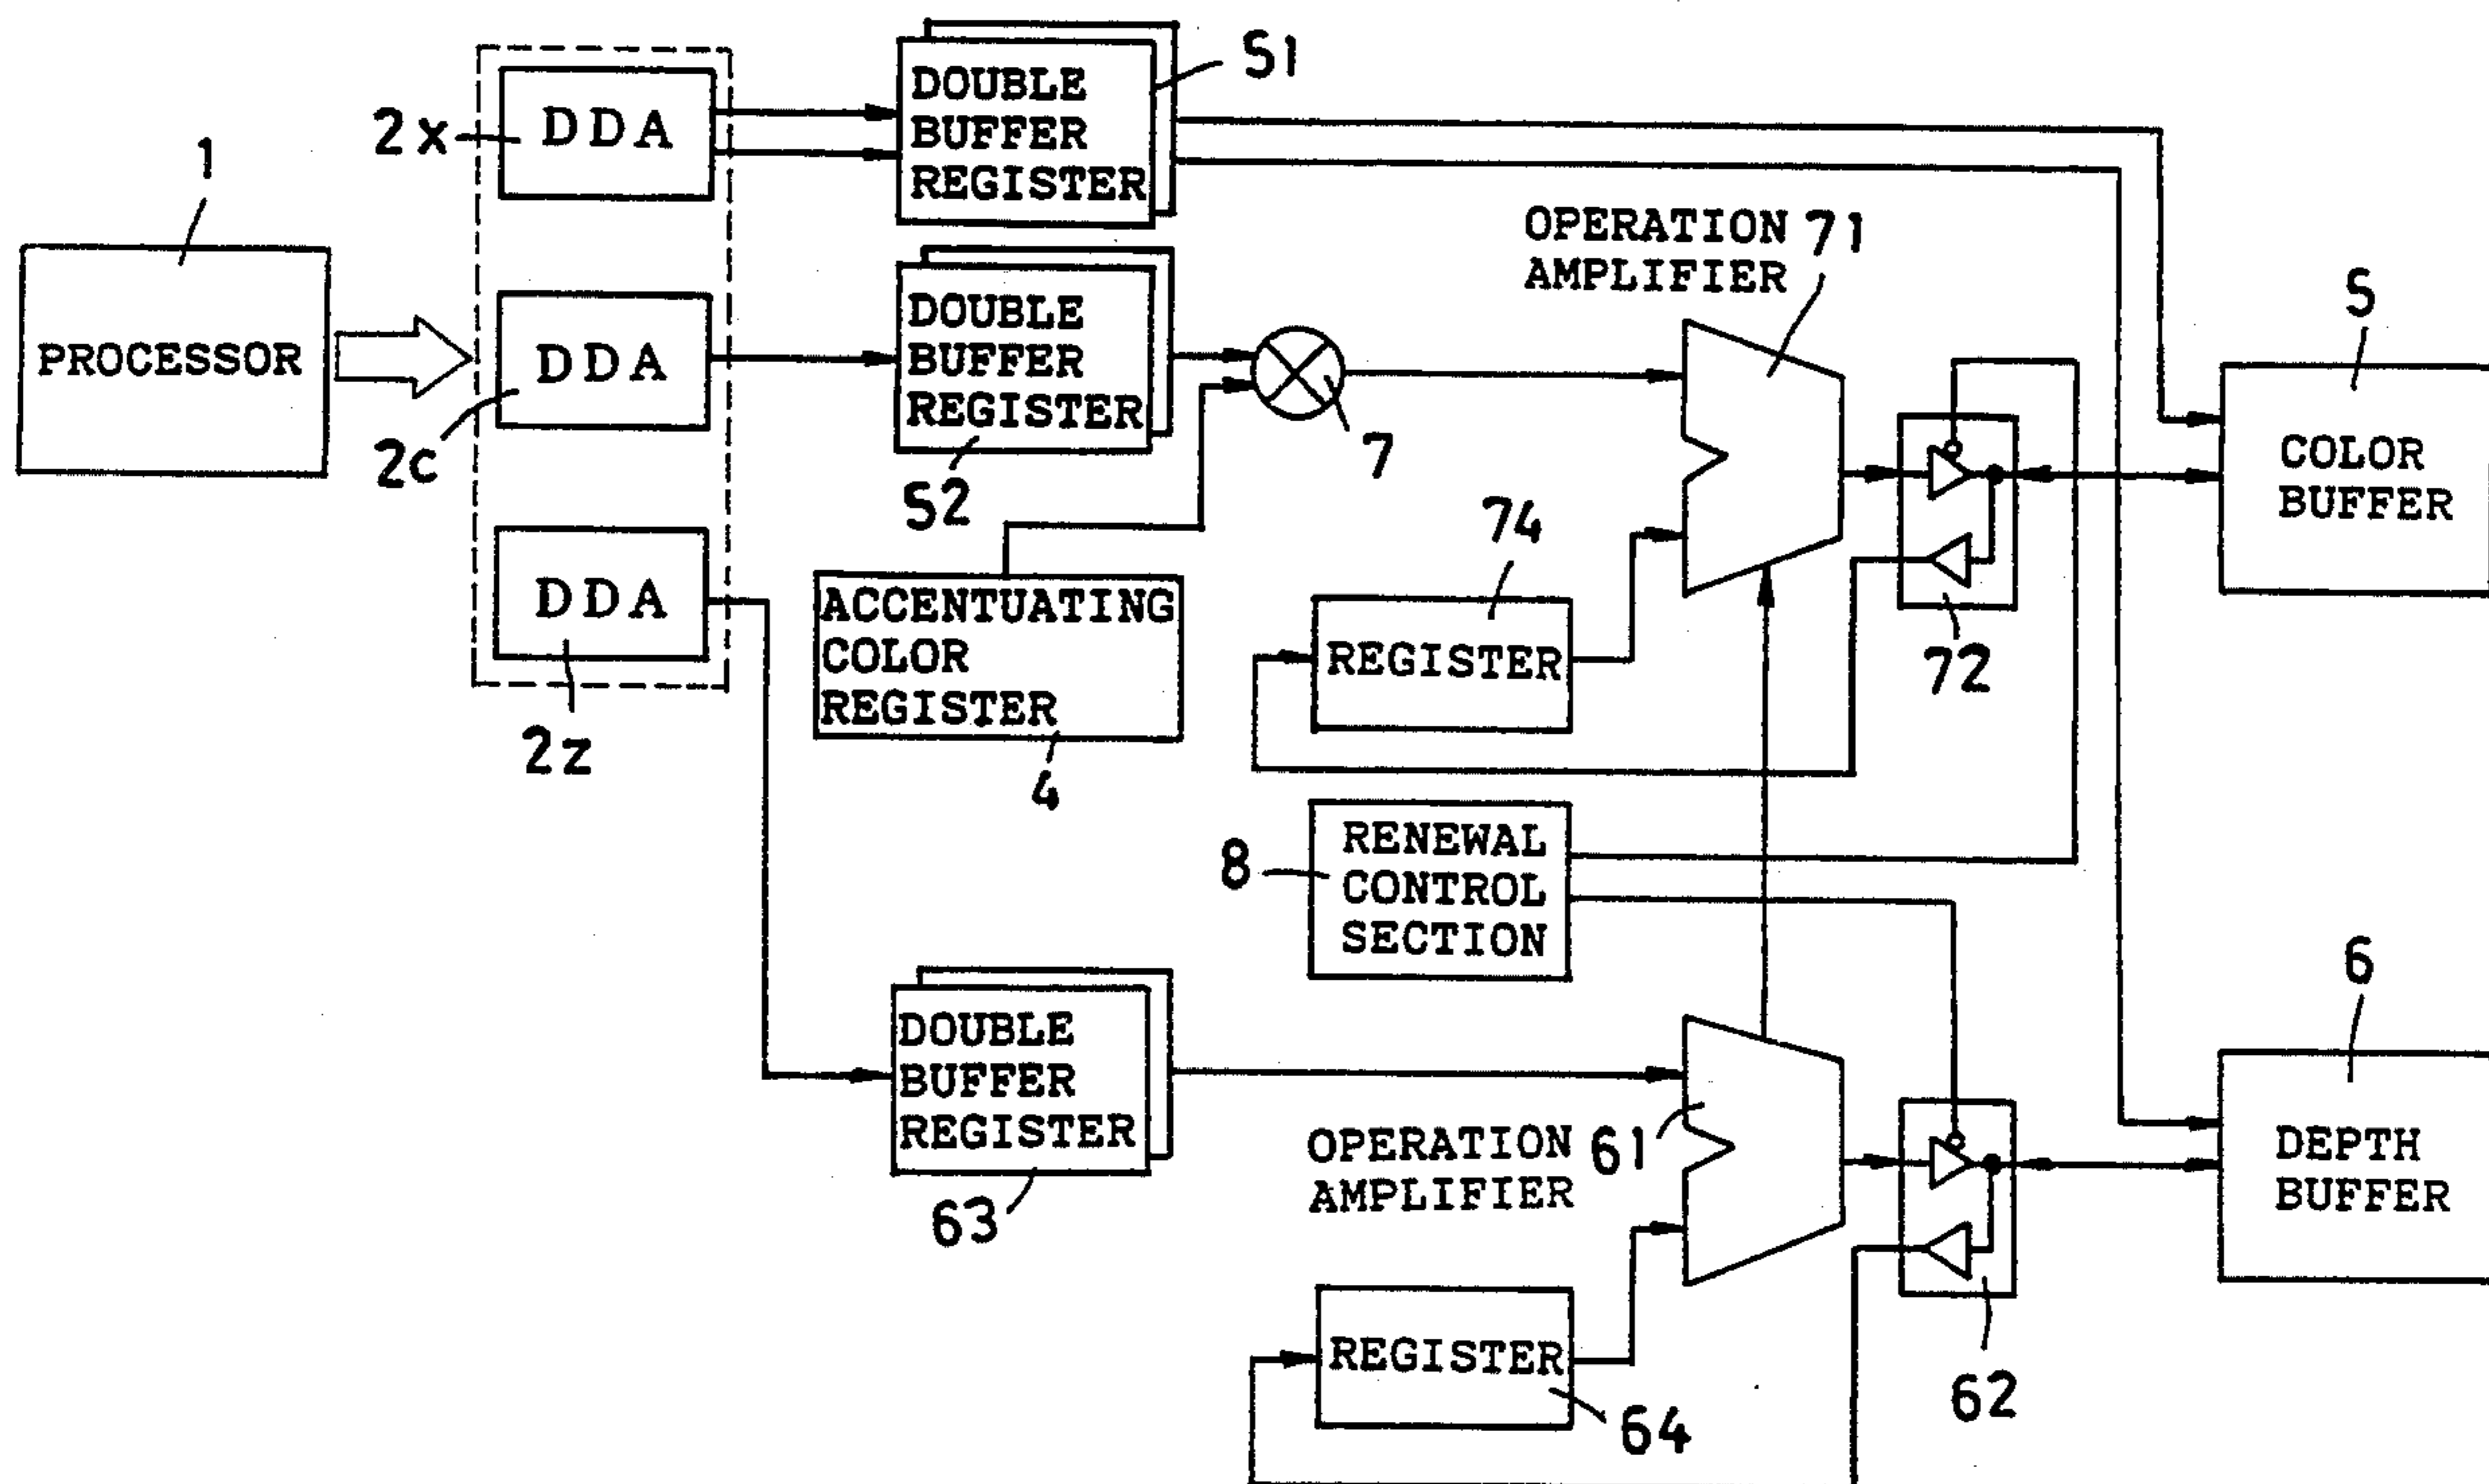 1
PROCESSOR
2x
DDA
2c
DDA
2z
DDA
DOUBLE
BUFFER
REGISTER
51
DOUBLE
BUFFER
REGISTER
52
ACCENTUATING
COLOR
REGISTER
4
7
OPERATION 71
AMPLIFIER
74
REGISTER
72
5
COLOR
BUFFER
8
RENEWAL
CONTROL
SECTION
DOUBLE
BUFFER
REGISTER
63
OPERATION 61
AMPLIFIER
REGISTER
64
62
6
DEPTH
BUFFER